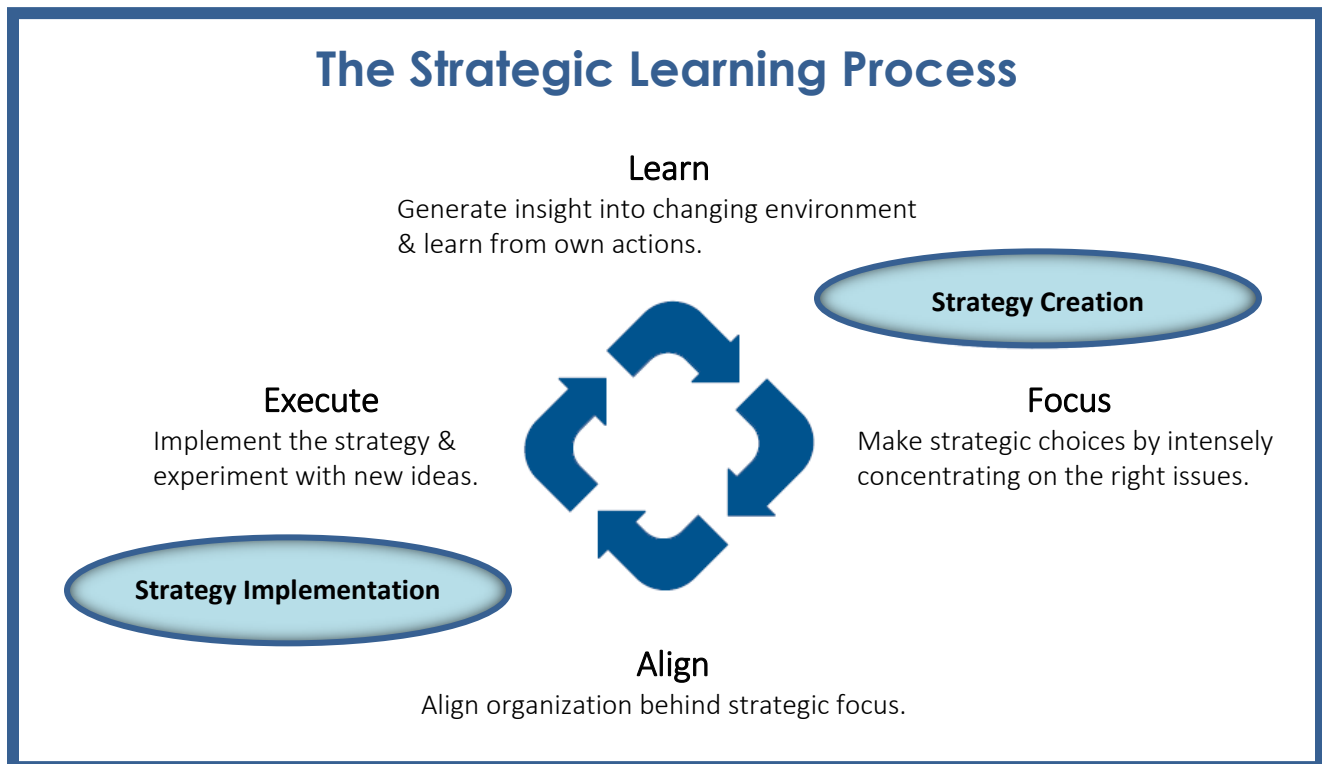 The Strategic Learning Process
Learn
Generate insight into changing environment
& learn from own actions.
Strategy Creation
Execute
Implement the strategy &
experiment with new ideas.
Focus
Make strategic choices by intensely
concentrating on the right issues.
Strategy Implementation
Align
Align organization behind strategic focus.